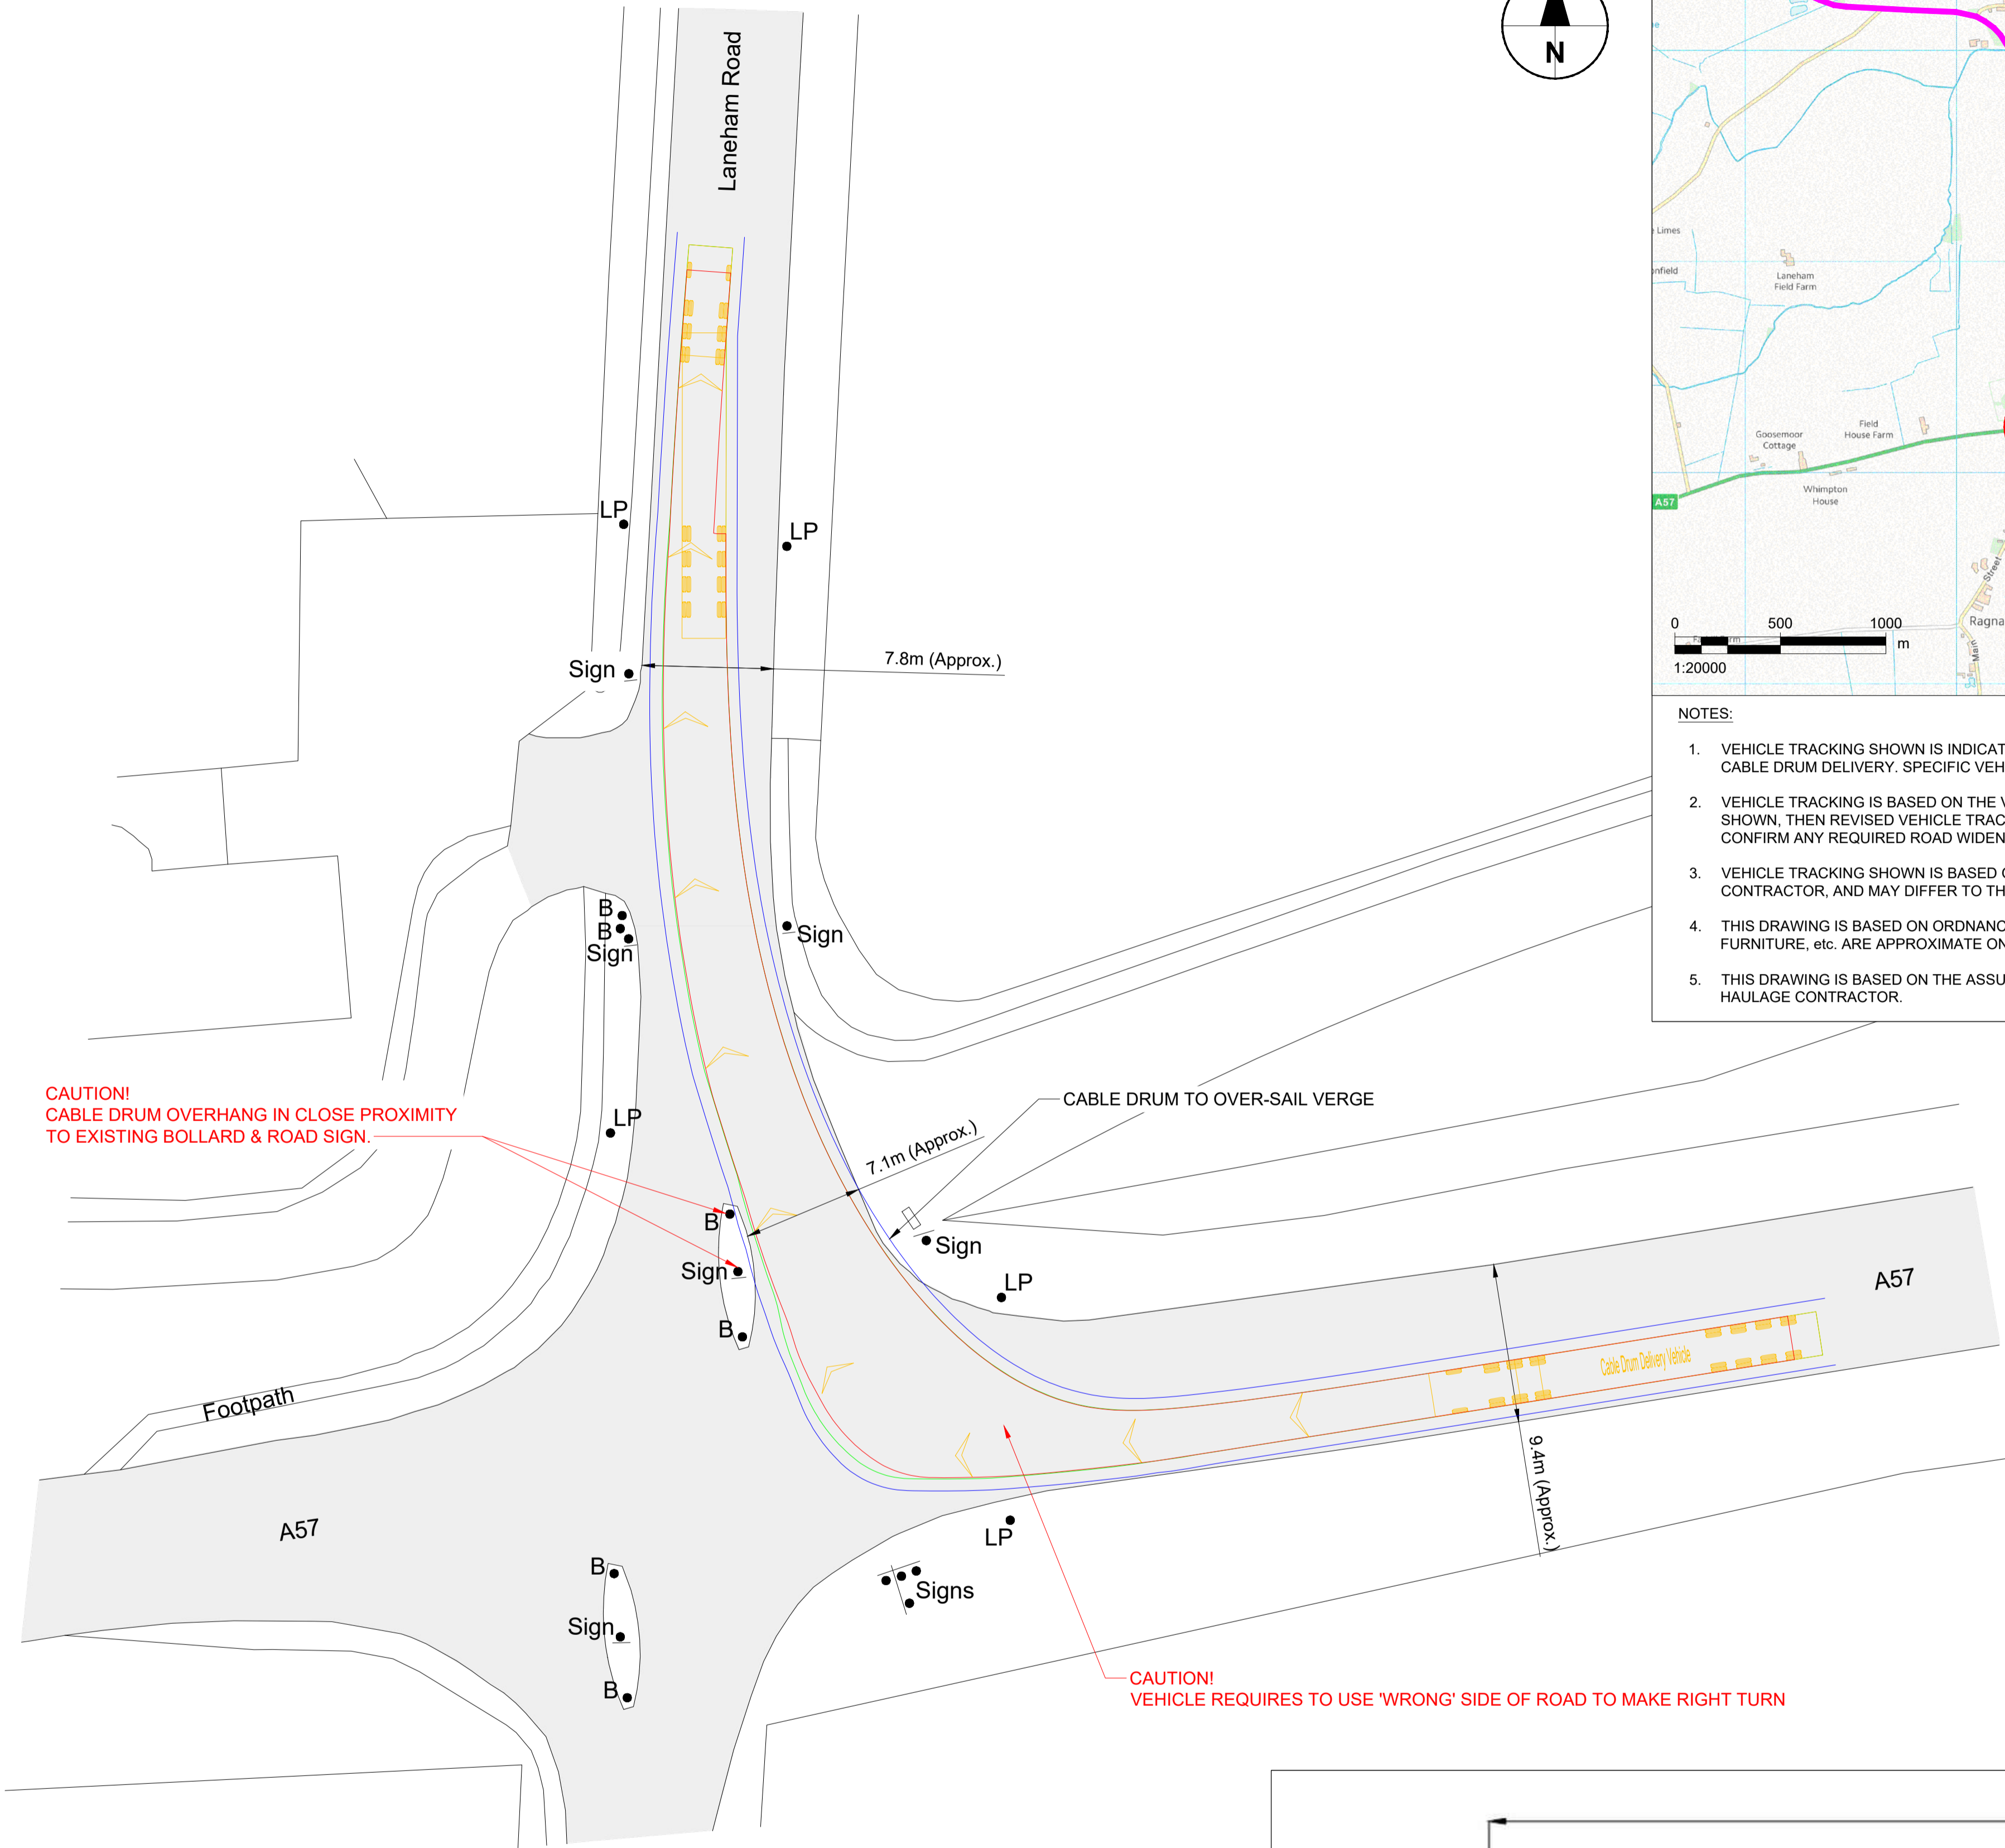 Laneham Road
N
Limes
nfield
Laneham
Field Farm
Goosemoor
Cottage
Field
House Farm
Whimpton
House
A57
Street
Ragna
Main
0 500 1000
m
1:20000
LP
LP
Sign
7.8m (Approx.)
NOTES:
1. VEHICLE TRACKING SHOWN IS INDICAT
CABLE DRUM DELIVERY. SPECIFIC VEH
2. VEHICLE TRACKING IS BASED ON THE V
SHOWN, THEN REVISED VEHICLE TRAC
CONFIRM ANY REQUIRED ROAD WIDEN
3. VEHICLE TRACKING SHOWN IS BASED O
CONTRACTOR, AND MAY DIFFER TO TH
4. THIS DRAWING IS BASED ON ORDNANC
FURNITURE, etc. ARE APPROXIMATE ON
5. THIS DRAWING IS BASED ON THE ASSU
HAULAGE CONTRACTOR.
B
B
Sign
Sign
CAUTION!
CABLE DRUM OVERHANG IN CLOSE PROXIMITY
TO EXISTING BOLLARD & ROAD SIGN.
LP
CABLE DRUM TO OVER-SAIL VERGE
7.1m (Approx.)
B
Sign
B
Sign
LP
A57
Cable Drum Delivery Vehicle
9.4m (Approx.)
Footpath
A57
LP
Signs
B
Sign
B
CAUTION!
VEHICLE REQUIRES TO USE 'WRONG' SIDE OF ROAD TO MAKE RIGHT TURN